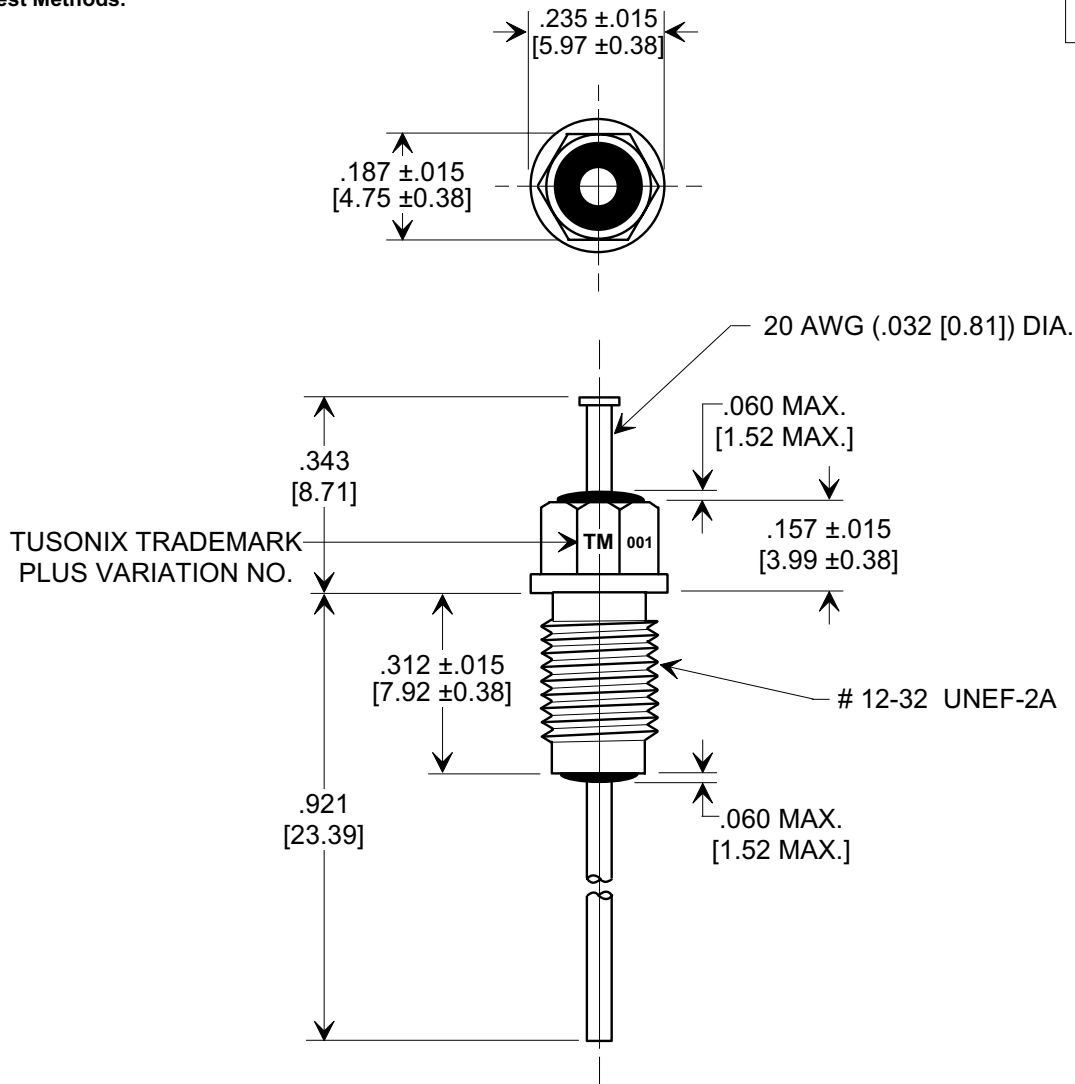 est Methods:
.235 ±.015
[5.97 ±0.38]
.187 ±.015
[4.75 ±0.38]
20 AWG (.032 [0.81]) DIA.
.060 MAX.
[1.52 MAX.]
.343
[8.71]
TUSONIX TRADEMARK
PLUS VARIATION NO.
TM 001
.157 ±.015
[3.99 ±0.38]
.312 ±.015
[7.92 ±0.38]
# 12-32 UNEF-2A
.921
[23.39]
.060 MAX.
[1.52 MAX.]